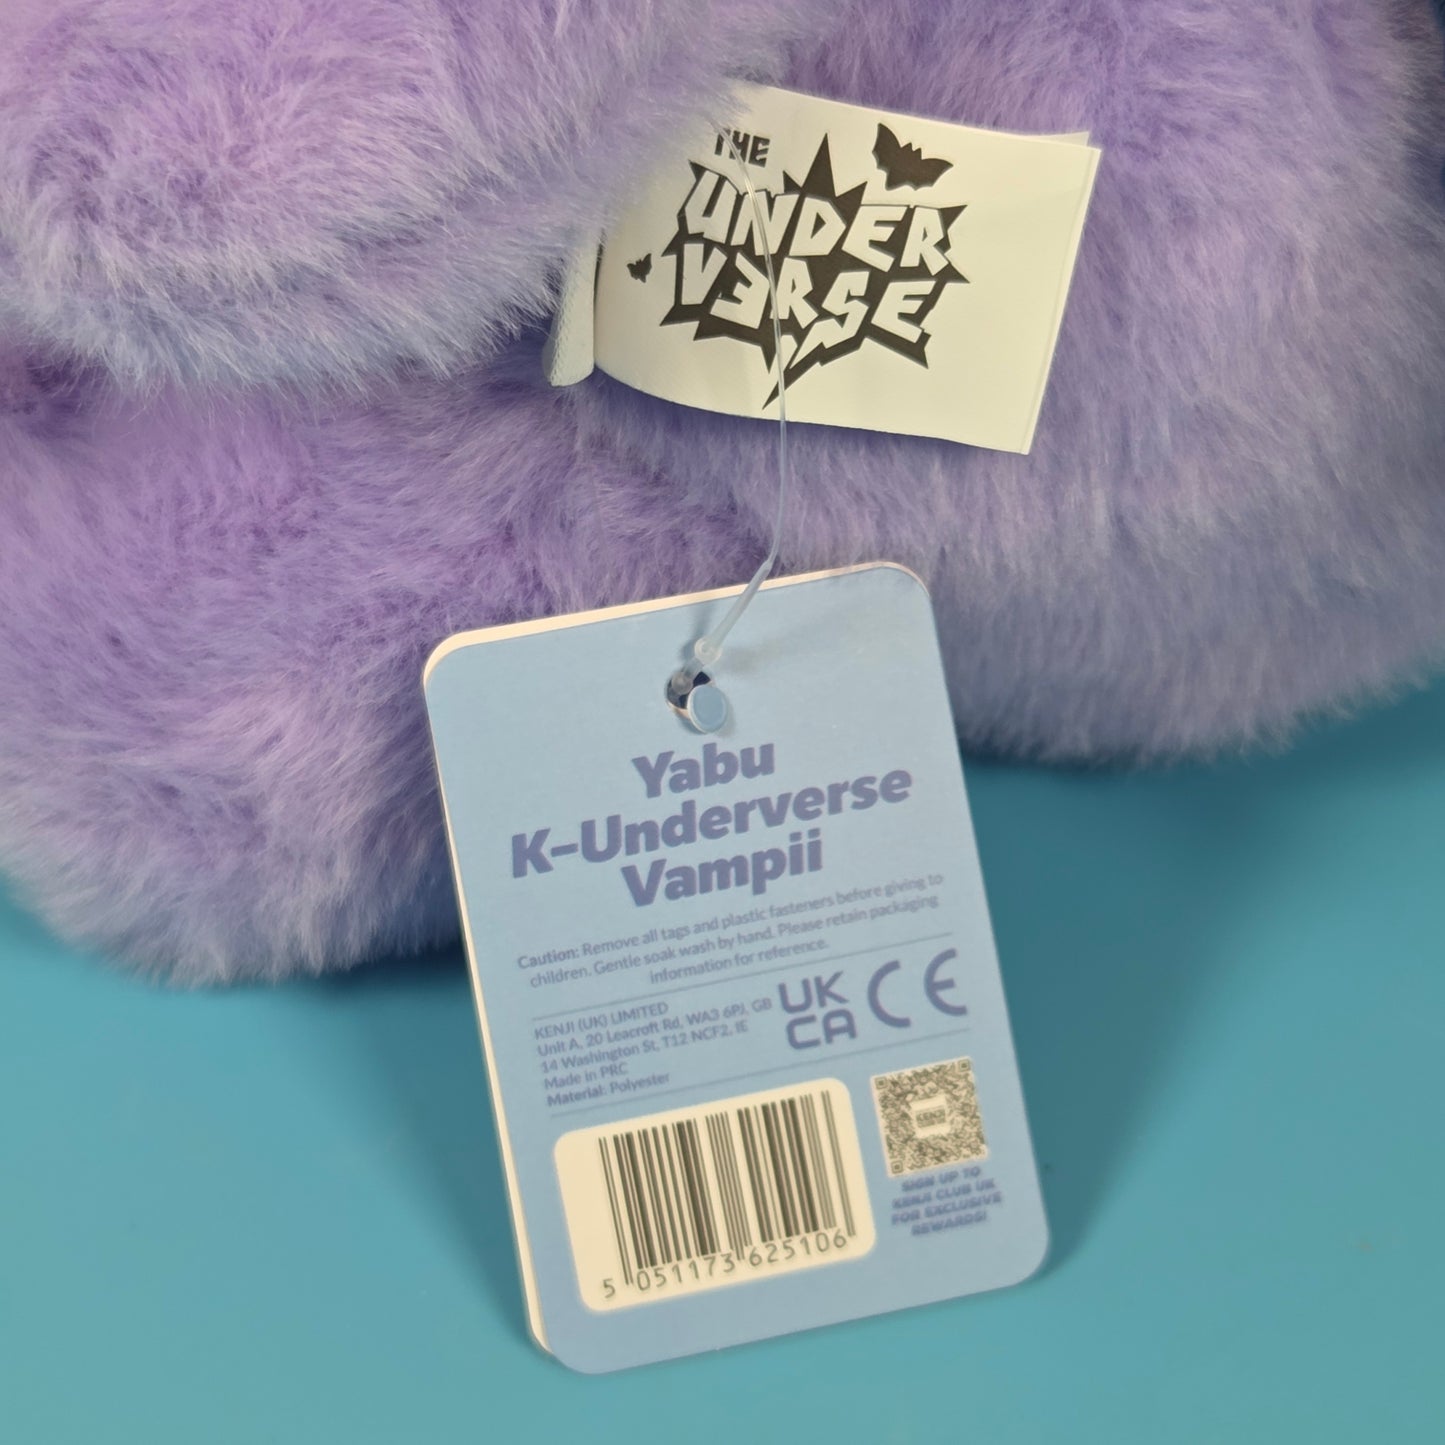 THE
UNDER
VERSE
Yabu
K-Underverse
Vampii
Caution: Remove all tags and plastic fasteners before giving to
children. Gentle soak wash by hand. Please retain packaging
information for reference.
KENJI (UK) LIMITED
Unit A, 20 Leacroft Rd, WA3 6PJ, GB
14 Washington St, T12 NCF2, IE
Made in PRC
Material: Polyester
UK
CA CE
KENJI
SIGN UP TO
KENJI CLUB UK
FOR EXCLUSIVE
REWARDS!
5 051173 625106